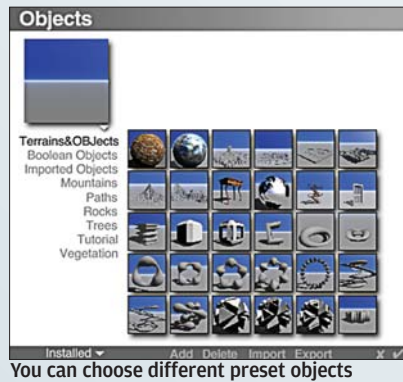 Objects
Terrains&OBJects
Boolean Objects
Imported Objects
Mountains
Paths
Rocks
Trees
Tutorial
Vegetation
Installed
Add Delete Import Export
You can choose different preset objects